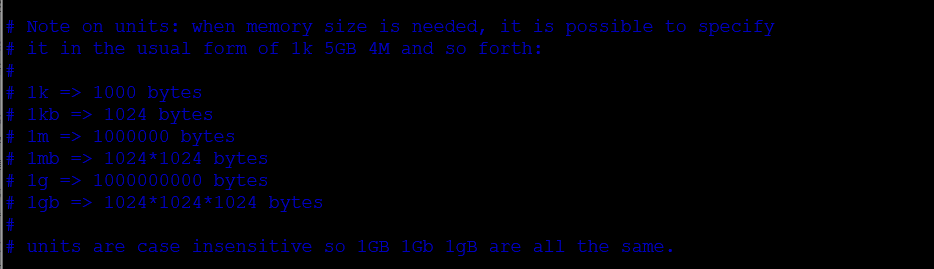 # Note on units: when memory size is needed, it is possible to specify
# it in the usual form of 1k 5GB 4M and so forth:
#
# 1k => 1000 bytes
# 1kb => 1024 bytes
# 1m => 1000000 bytes
# 1mb => 1024*1024 bytes
# 1g => 1000000000 bytes
# 1gb => 1024*1024*1024 bytes
#
# units are case insensitive so 1GB 1Gb 1gB are all the same.